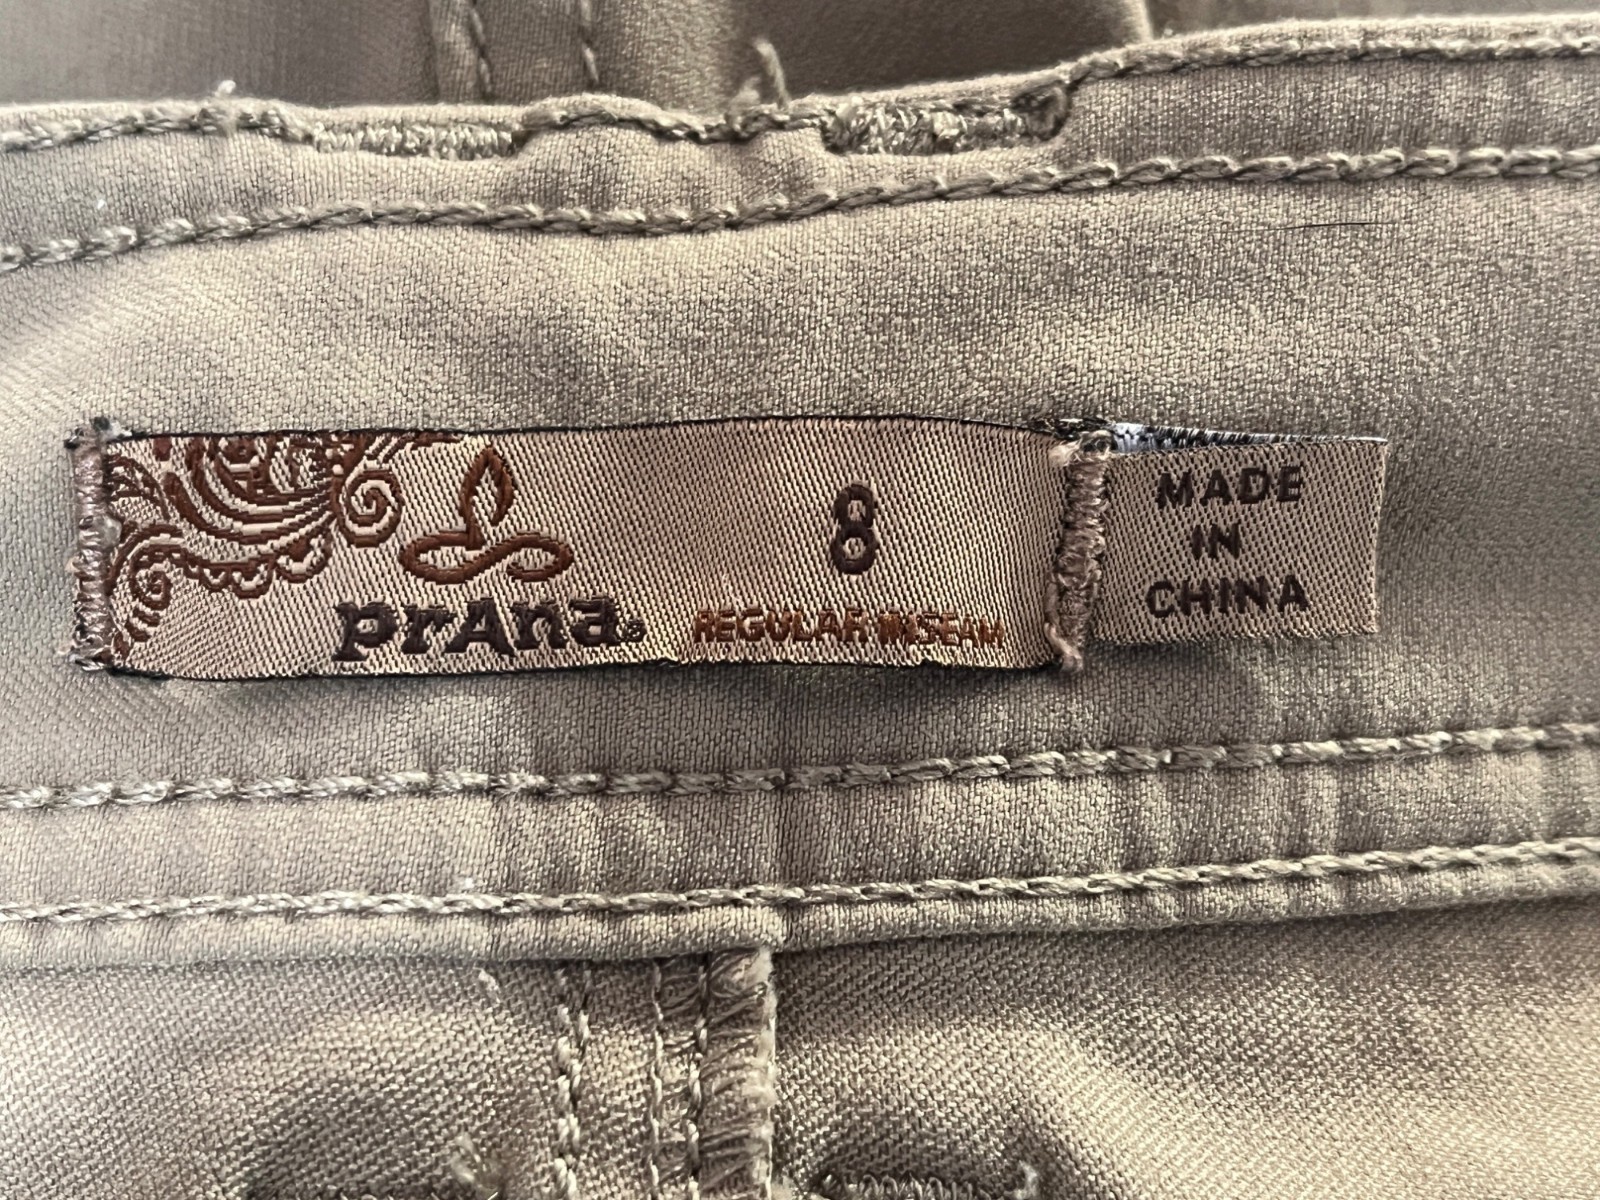 8
prAna®
REGULAR INSEAM
MADE
IN
CHINA